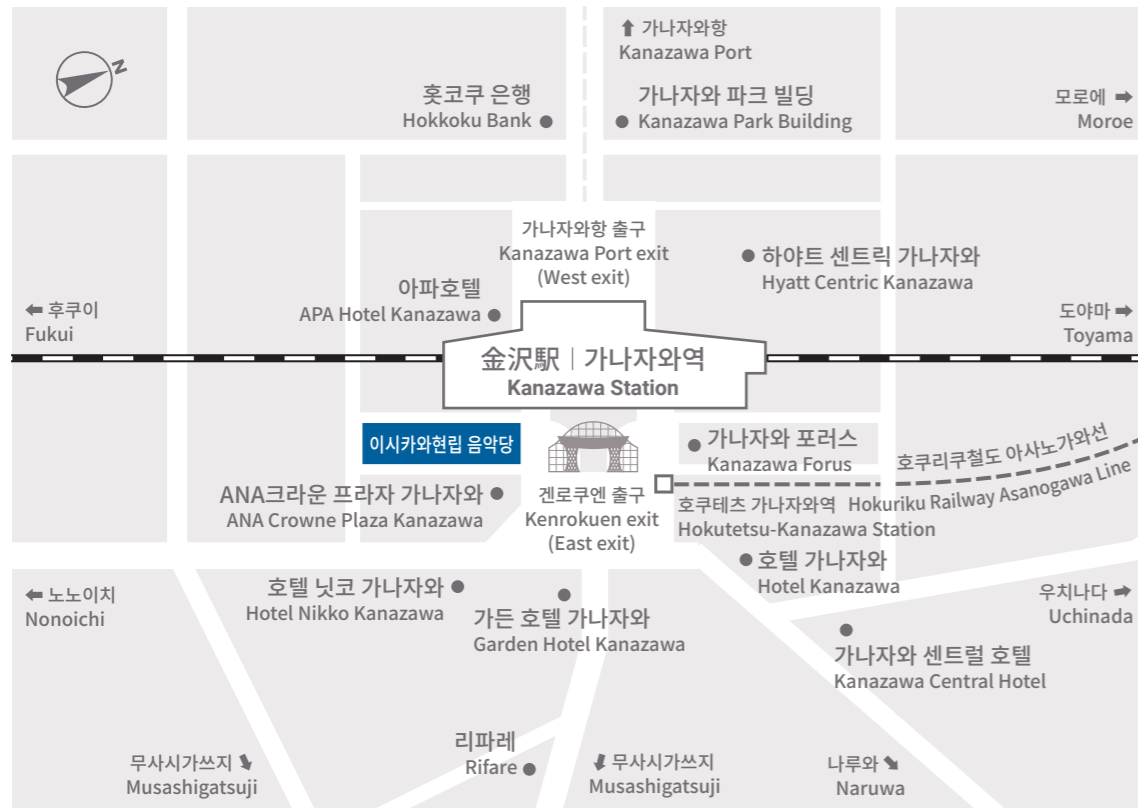 N
⬆ 가나자와항
Kanazawa Port
홋코쿠 은행
Hokkoku Bank
가나자와 파크 빌딩
Kanazawa Park Building
모로에 ➡
Moroe
가나자와항 출구
Kanazawa Port exit
(West exit)
하야트 센트릭 가나자와
Hyatt Centric Kanazawa
아파호텔
APA Hotel Kanazawa
⬅ 후쿠이
Fukui
도야마 ➡
Toyama
金沢駅 | 가나자와역
Kanazawa Station
이시카와현립 음악당
가나자와 포러스
Kanazawa Forus
호쿠리쿠철도 아사노가와선
Hokuriku Railway Asanogawa Line
ANA크라운 프라자 가나자와
ANA Crowne Plaza Kanazawa
겐로쿠엔 출구
Kenrokuen exit
(East exit)
호쿠테츠 가나자와역
Hokutetsu-Kanazawa Station
호텔 가나자와
Hotel Kanazawa
⬅ 노노이치
Nonoichi
호텔 닛코 가나자와
Hotel Nikko Kanazawa
가든 호텔 가나자와
Garden Hotel Kanazawa
우치나다 ➡
Uchinada
가나자와 센트럴 호텔
Kanazawa Central Hotel
리파레
Rifare
무사시가쓰지 ⬊
Musashigatsuji
⬇ 무사시가쓰지
Musashigatsuji
나루와 ⬊
Naruwa